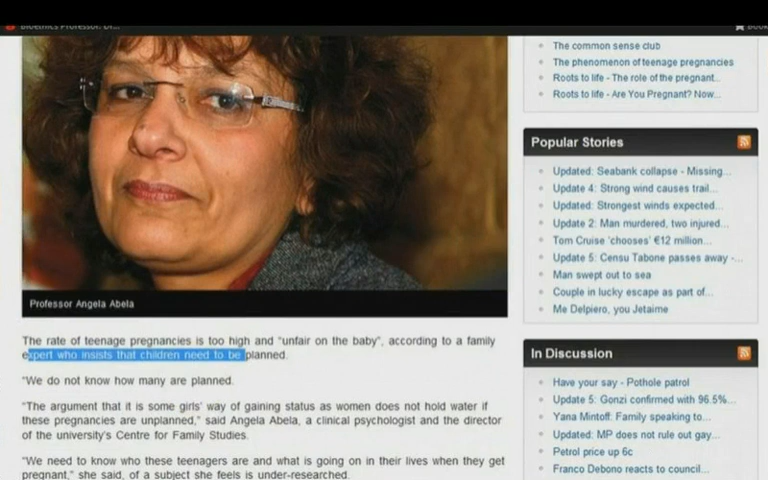 Bioethics Professor: Dr...
Professor Angela Abela
The rate of teenage pregnancies is too high and "unfair on the baby", according to a family
expert who insists that children need to be planned.
"We do not know how many are planned.
"The argument that it is some girls' way of gaining status as women does not hold water if
these pregnancies are unplanned," said Angela Abela, a clinical psychologist and the director
of the university's Centre for Family Studies.
"We need to know who these teenagers are and what is going on in their lives when they get
pregnant," she said, of a subject she feels is under-researched.
The common sense club
The phenomenon of teenage pregnancies
Roots to life - The role of the pregnant...
Roots to life - Are You Pregnant? Now...
Popular Stories
Updated: Seabank collapse - Missing...
Update 4: Strong wind causes trail...
Updated: Strongest winds expected...
Update 2: Man murdered, two injured...
Tom Cruise 'chooses' €12 million...
Update 5: Censu Tabone passes away -...
Man swept out to sea
Couple in lucky escape as part of...
Me Delpiero, you Jetaime
In Discussion
Have your say - Pothole patrol
Update 5: Gonzi confirmed with 96.5%...
Yana Mintoff: Family speaking to...
Updated: MP does not rule out gay...
Petrol price up 6c
Franco Debono reacts to council...